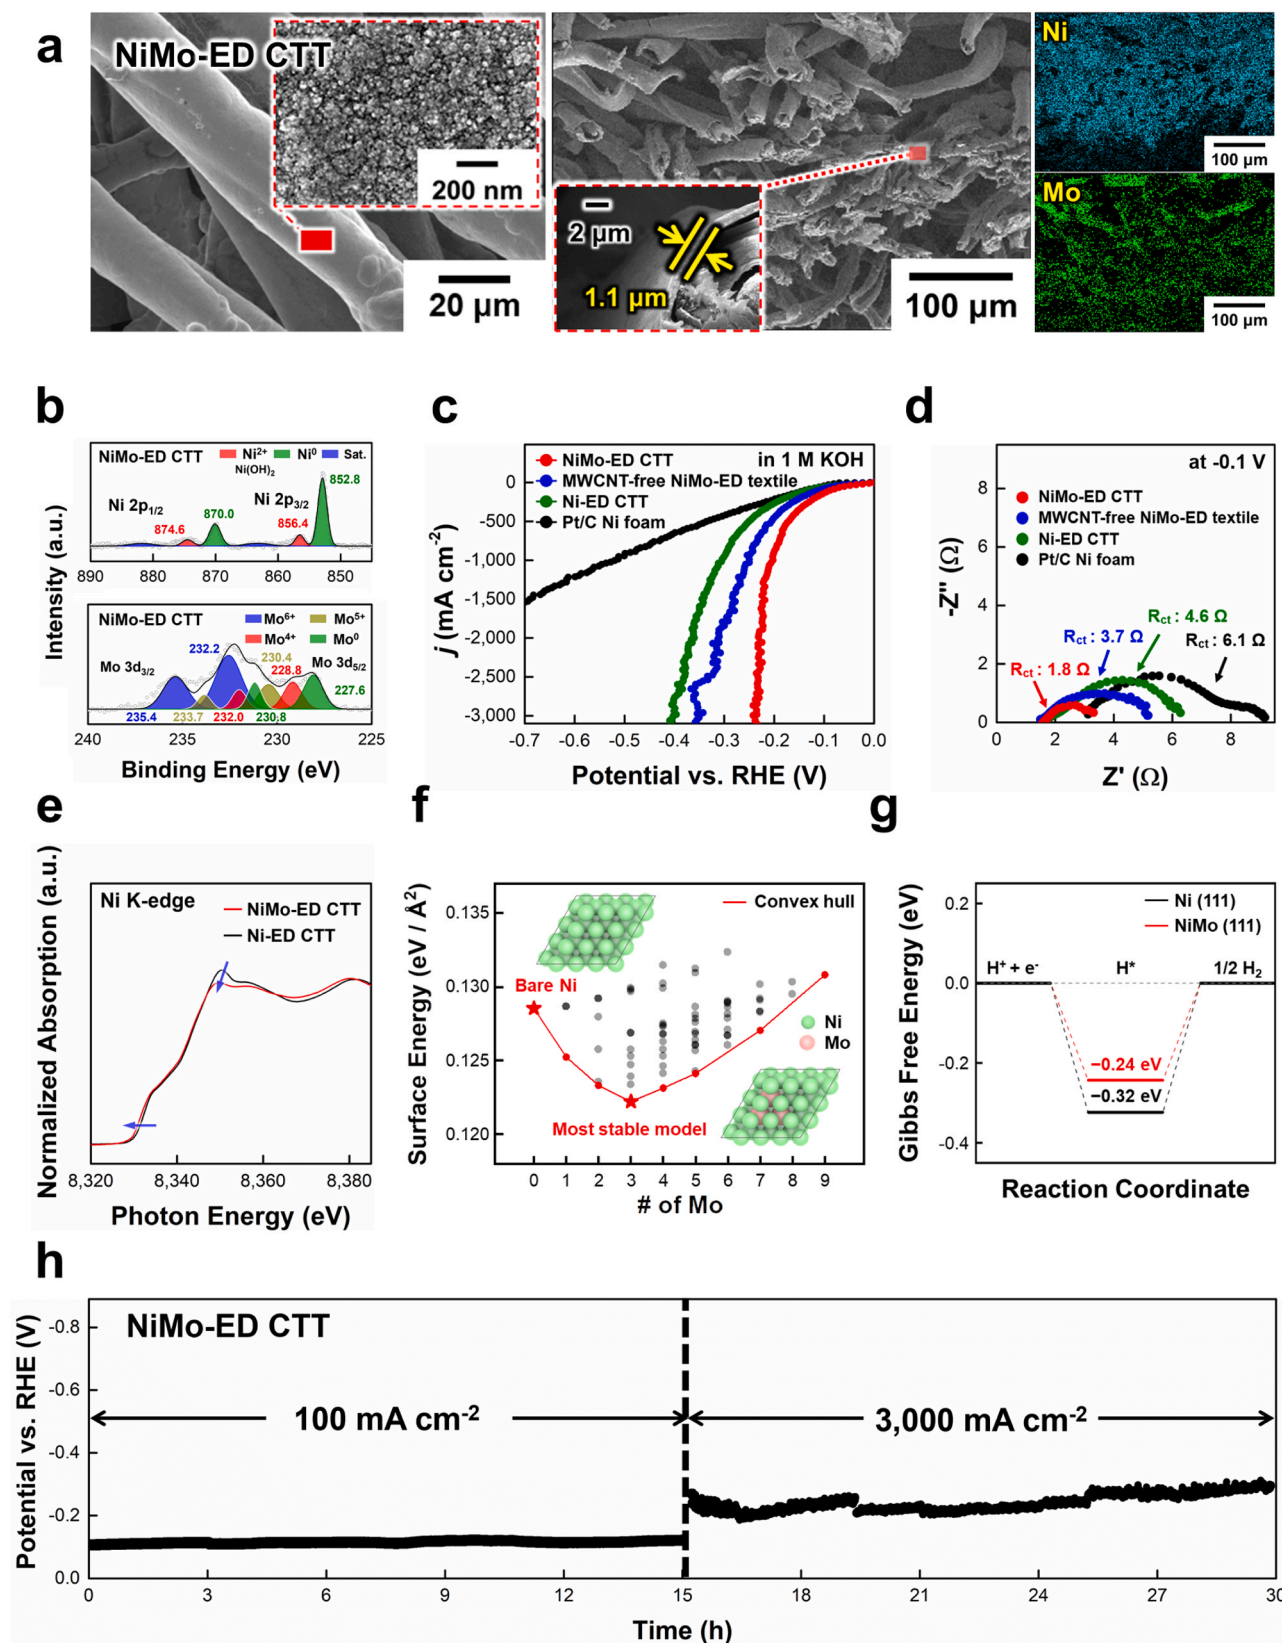 a
NiMo-ED CTT
200 nm
20 µm
2 µm
1.1 µm
100 µm
Ni
100 µm
Mo
100 µm
b
NiMo-ED CTT
Ni²⁺
Ni(OH)₂
Ni⁰
Sat.
852.8
Ni 2p₁/₂
Ni 2p₃/₂
874.6
870.0
856.4
890 880 870 860 850
NiMo-ED CTT
Mo⁶⁺
Mo⁵⁺
Mo⁴⁺
Mo⁰
Mo 3d₃/₂
232.2
230.4
Mo 3d₅/₂
228.8
227.6
235.4
233.7
232.0
230.8
240 235 230 225
Intensity (a.u.)
Binding Energy (eV)
c
NiMo-ED CTT
in 1 M KOH
MWCNT-free NiMo-ED textile
Ni-ED CTT
Pt/C Ni foam
0
-500
-1,000
-1,500
-2,000
-2,500
-3,000
-0.7 -0.6 -0.5 -0.4 -0.3 -0.2 -0.1 0.0
j (mA cm⁻²)
Potential vs. RHE (V)
d
at -0.1 V
NiMo-ED CTT
MWCNT-free NiMo-ED textile
Ni-ED CTT
Pt/C Ni foam
Rct : 4.6 Ω
Rct : 3.7 Ω
Rct : 6.1 Ω
Rct : 1.8 Ω
8
6
4
2
0
0 2 4 6 8
-Z'' (Ω)
Z' (Ω)
e
Ni K-edge
NiMo-ED CTT
Ni-ED CTT
8,320 8,340 8,360 8,380
Normalized Absorption (a.u.)
Photon Energy (eV)
f
Convex hull
Bare Ni
Ni
Mo
Most stable model
0.135
0.130
0.125
0.120
0 1 2 3 4 5 6 7 8 9
Surface Energy (eV / Å²)
# of Mo
g
Ni (111)
NiMo (111)
H⁺ + e⁻
H*
1/2 H₂
−0.24 eV
−0.32 eV
0.2
0.0
-0.2
-0.4
Gibbs Free Energy (eV)
Reaction Coordinate
h
NiMo-ED CTT
100 mA cm⁻²
3,000 mA cm⁻²
-0.8
-0.6
-0.4
-0.2
0.0
0 3 6 9 12 15 18 21 24 27 30
Potential vs. RHE (V)
Time (h)